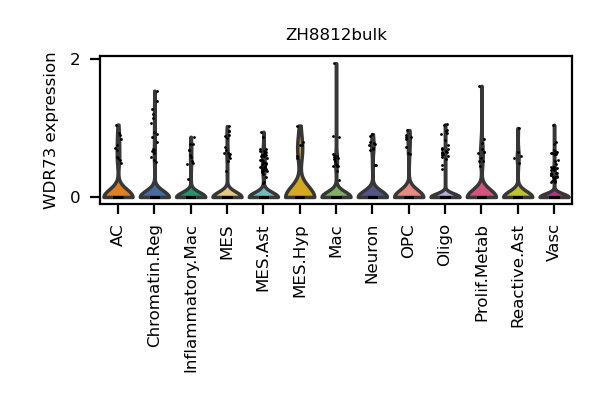 ZH8812bulk
WDR73 expression
2
0
AC
Chromatin.Reg
Inflammatory.Mac
MES
MES.Ast
MES.Hyp
Mac
Neuron
OPC
Oligo
Prolif.Metab
Reactive.Ast
Vasc